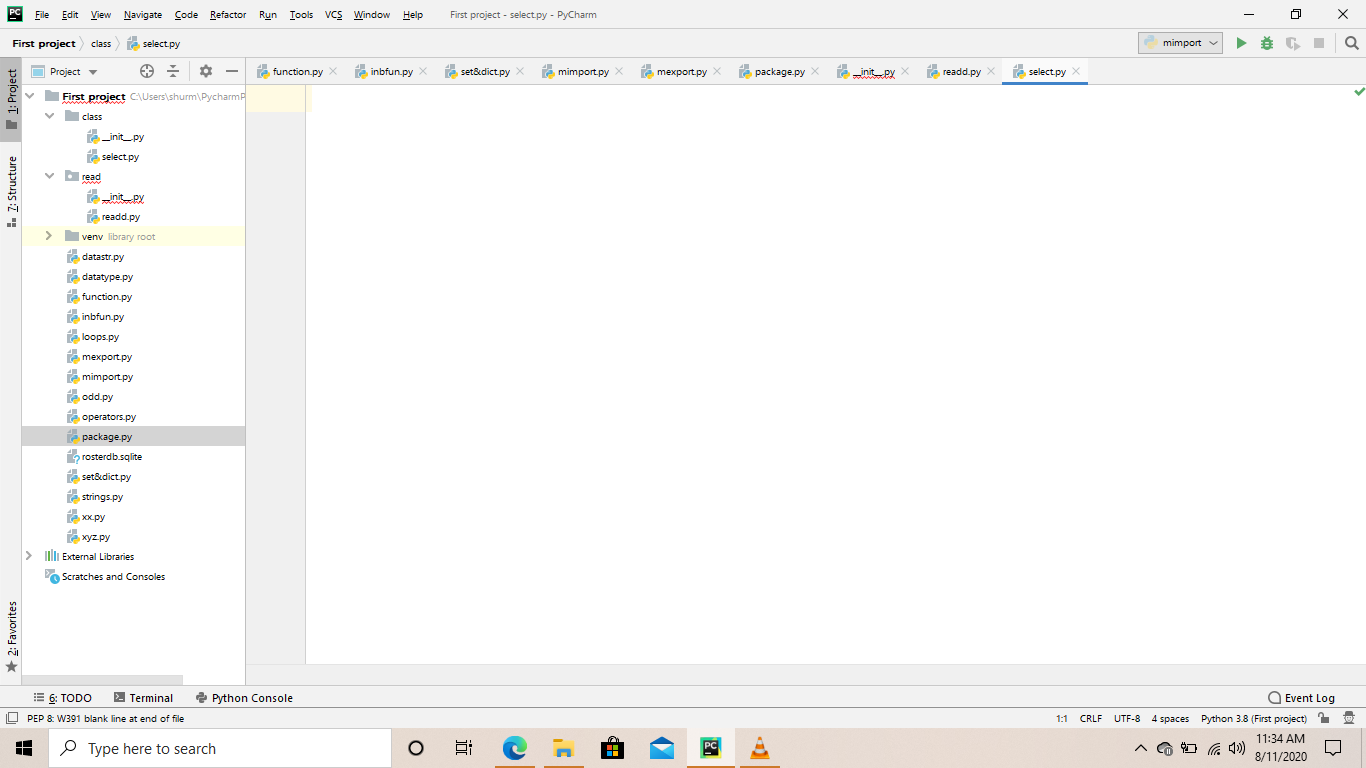 PC File Edit View Navigate Code Refactor Run Tools VCS Window Help First project - select.py - PyCharm
First project class select.py mimport
Project function.py inbfun.py set&dict.py mimport.py mexport.py package.py __init__.py readd.py select.py
1: Project
7: Structure
2: Favorites
First project C:\Users\shurm\PycharmP
class
__init__.py
select.py
read
__init__.py
readd.py
venv library root
datastr.py
datatype.py
function.py
inbfun.py
loops.py
mexport.py
mimport.py
odd.py
operators.py
package.py
rosterdb.sqlite
set&dict.py
strings.py
xx.py
xyz.py
External Libraries
Scratches and Consoles
6: TODO Terminal Python Console Event Log
PEP 8: W391 blank line at end of file 1:1 CRLF UTF-8 4 spaces Python 3.8 (First project)
Type here to search PC 11:34 AM
8/11/2020